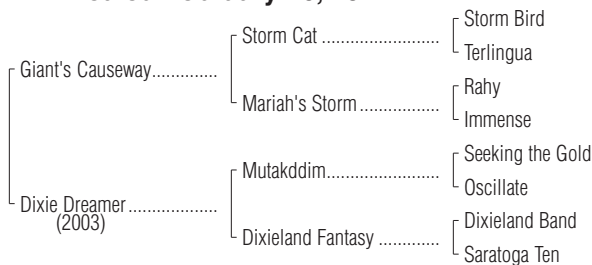 Storm Bird
Storm Cat
Terlingua
Giant's Causeway
Rahy
Mariah's Storm
Immense
Seeking the Gold
Mutakddim
Oscillate
Dixie Dreamer
(2003)
Dixieland Band
Dixieland Fantasy
Saratoga Ten